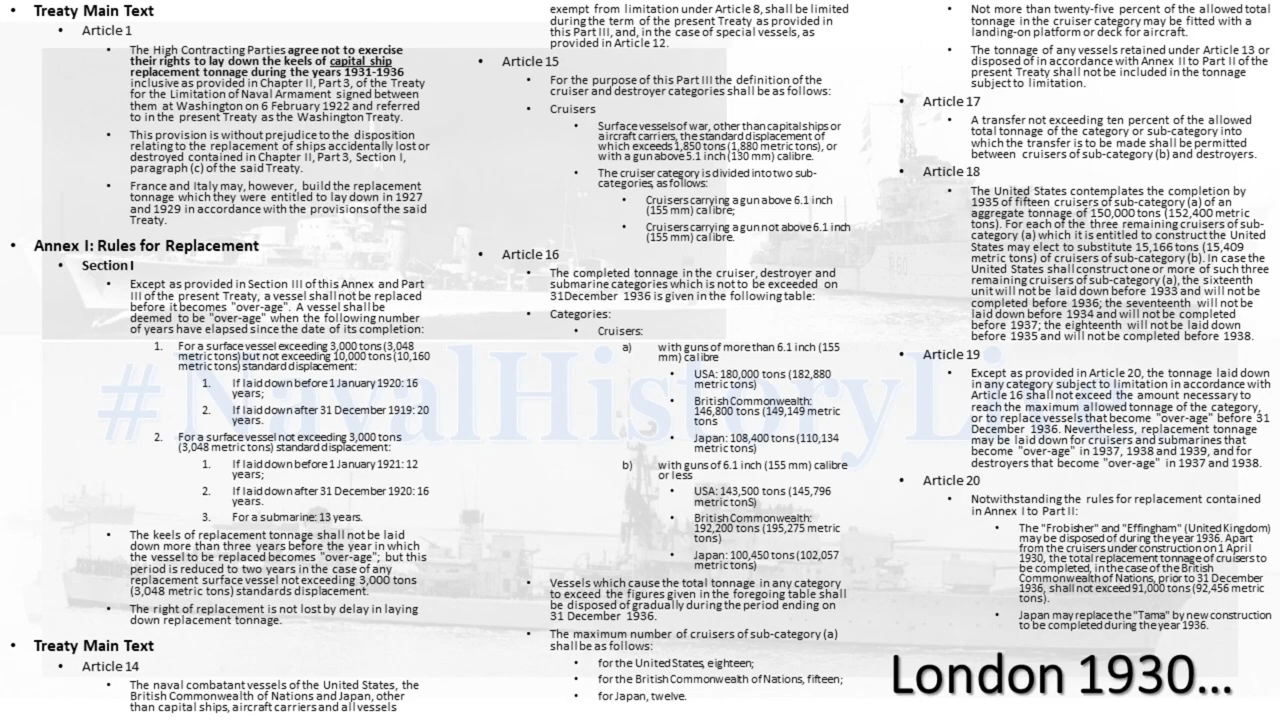 • Treaty Main Text
• Article 1
• The High Contracting Parties agree not to exercise
their rights to lay down the keels of capital ship
replacement tonnage during the years 1931-1936
inclusive as provided in Chapter II, Part 3, of the Treaty
for the Limitation of Naval Armament signed between
them at Washington on 6 February 1922 and referred
to in the present Treaty as the Washington Treaty.
• This provision is without prejudice to the disposition
relating to the replacement of ships accidentally lost or
destroyed contained in Chapter II, Part 3, Section I,
paragraph (c) of the said Treaty.
• France and Italy may, however, build the replacement
tonnage which they were entitled to lay down in 1927
and 1929 in accordance with the provisions of the said
Treaty.
• Annex I: Rules for Replacement
• Section I
• Except as provided in Section III of this Annex and Part
III of the present Treaty, a vessel shall not be replaced
before it becomes "over-age". A vessel shall be
deemed to be "over-age" when the following number
of years have elapsed since the date of its completion:
1. For a surface vessel exceeding 3,000 tons (3,048
metric tons) but not exceeding 10,000 tons (10,160
metric tons) standard displacement:
1. If laid down before 1 January 1920: 16
years;
2. If laid down after 31 December 1919: 20
years.
2. For a surface vessel not exceeding 3,000 tons
(3,048 metric tons) standard displacement:
1. If laid down before 1 January 1921: 12
years;
2. If laid down after 31 December 1920: 16
years.
3. For a submarine: 13 years.
• The keels of replacement tonnage shall not be laid
down more than three years before the year in which
the vessel to be replaced becomes "over-age"; but this
period is reduced to two years in the case of any
replacement surface vessel not exceeding 3,000 tons
(3,048 metric tons) standards displacement.
• The right of replacement is not lost by delay in laying
down replacement tonnage.
• Treaty Main Text
• Article 14
• The naval combatant vessels of the United States, the
British Commonwealth of Nations and Japan, other
than capital ships, aircraft carriers and all vessels
exempt from limitation under Article 8, shall be limited
during the term of the present Treaty as provided in
this Part III, and, in the case of special vessels, as
provided in Article 12.
• Article 15
• For the purpose of this Part III the definition of the
cruiser and destroyer categories shall be as follows:
• Cruisers
• Surface vessels of war, other than capital ships or
aircraft carriers, the standard displacement of
which exceeds 1,850 tons (1,880 metric tons), or
with a gun above 5.1 inch (130 mm) calibre.
• The cruiser category is divided into two sub-
categories, as follows:
• Cruisers carrying a gun above 6.1 inch
(155 mm) calibre;
• Cruisers carrying a gun not above 6.1 inch
(155 mm) calibre.
• Article 16
• The completed tonnage in the cruiser, destroyer and
submarine categories which is not to be exceeded on
31December 1936 is given in the following table:
• Categories:
• Cruisers:
a) with guns of more than 6.1 inch (155
mm) calibre
• USA: 180,000 tons (182,880
metric tons)
• British Commonwealth:
146,800 tons (149,149 metric
tons
• Japan: 108,400 tons (110,134
metric tons)
b) with guns of 6.1 inch (155 mm) calibre
or less
• USA: 143,500 tons (145,796
metric tonS)
• British Commonwealth:
192,200 tons (195,275 metric
tons)
• Japan: 100,450 tons (102,057
metric tons)
• Vessels which cause the total tonnage in any category
to exceed the figures given in the foregoing table shall
be disposed of gradually during the period ending on
31 December 1936.
• The maximum number of cruisers of sub-category (a)
shall be as follows:
• for the United States, eighteen;
• for the British Commonwealth of Nations, fifteen;
• for Japan, twelve.
• Not more than twenty-five percent of the allowed total
tonnage in the cruiser category may be fitted with a
landing-on platform or deck for aircraft.
• The tonnage of any vessels retained under Article 13 or
disposed of in accordance with Annex II to Part II of the
present Treaty shall not be included in the tonnage
subject to limitation.
• Article 17
• A transfer not exceeding ten percent of the allowed
total tonnage of the category or sub-category into
which the transfer is to be made shall be permitted
between cruisers of sub-category (b) and destroyers.
• Article 18
• The United States contemplates the completion by
1935 of fifteen cruisers of sub-category (a) of an
aggregate tonnage of 150,000 tons (152,400 metric
tons). For each of the three remaining cruisers of sub-
category (a) which it is entitled to construct the United
States may elect to substitute 15,166 tons (15,409
metric tons) of cruisers of sub-category (b). In case the
United States shall construct one or more of such three
remaining cruisers of sub-category (a), the sixteenth
unit will not be laid down before 1933 and will not be
completed before 1936; the seventeenth will not be
laid down before 1934 and will not be completed
before 1937; the eighteenth will not be laid down
before 1935 and will not be completed before 1938.
• Article 19
• Except as provided in Article 20, the tonnage laid down
in any category subject to limitation in accordance with
Article 16 shall not exceed the amount necessary to
reach the maximum allowed tonnage of the category,
or to replace vessels that become "over-age" before 31
December 1936. Nevertheless, replacement tonnage
may be laid down for cruisers and submarines that
become "over-age" in 1937, 1938 and 1939, and for
destroyers that become "over-age" in 1937 and 1938.
• Article 20
• Notwithstanding the rules for replacement contained
in Annex I to Part II:
• The "Frobisher" and "Effingham" (United Kingdom)
may be disposed of during the year 1936. Apart
from the cruisers under construction on 1 April
1930, the total replacement tonnage of cruisers to
be completed, in the case of the British
Commonwealth of Nations, prior to 31 December
1936, shall not exceed 91,000 tons (92,456 metric
tons).
• Japan may replace the "Tama" by new construction
to be completed during the year 1936.
London 1930...
#NavalHistoryLi